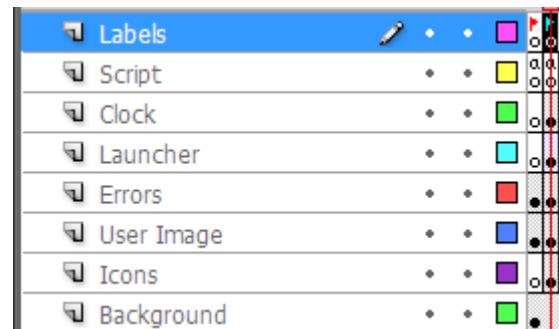 Labels
Script
a a
Clock
Launcher
Errors
User Image
Icons
Background